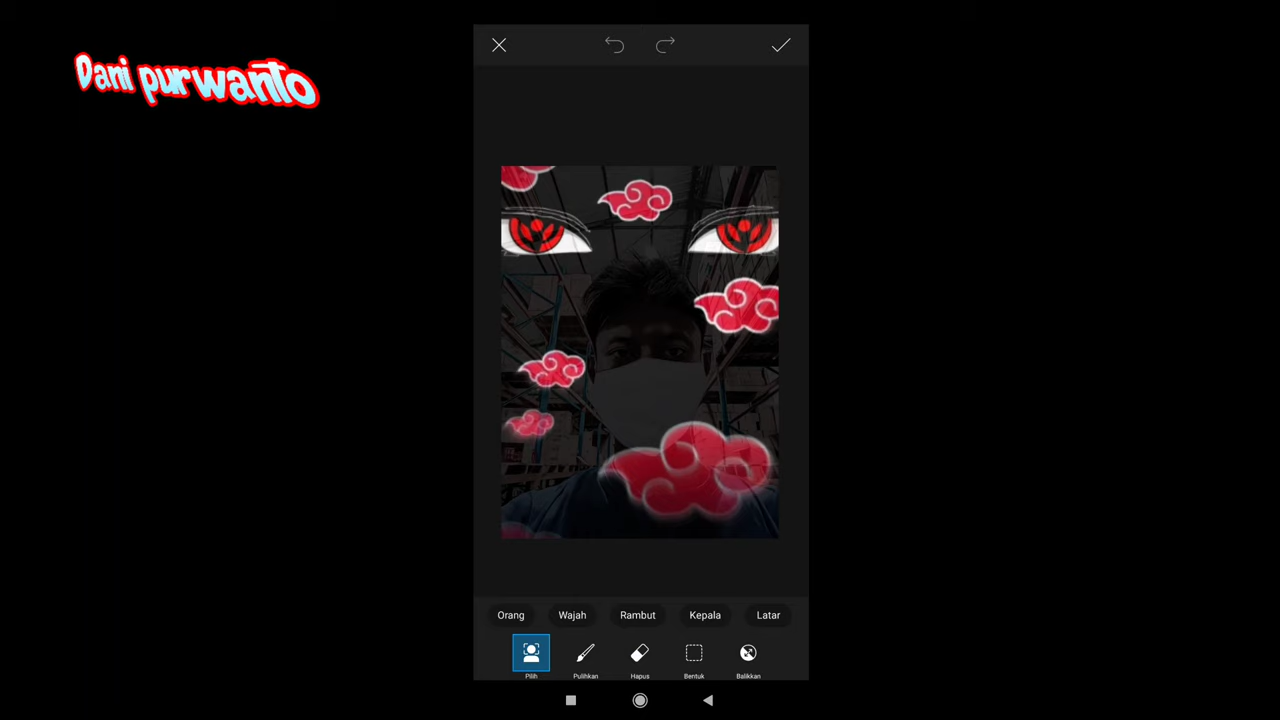 Dani purwanto
Orang Wajah Rambut Kepala Latar
Pilih Pulihkan Hapus Bentuk Balikkan